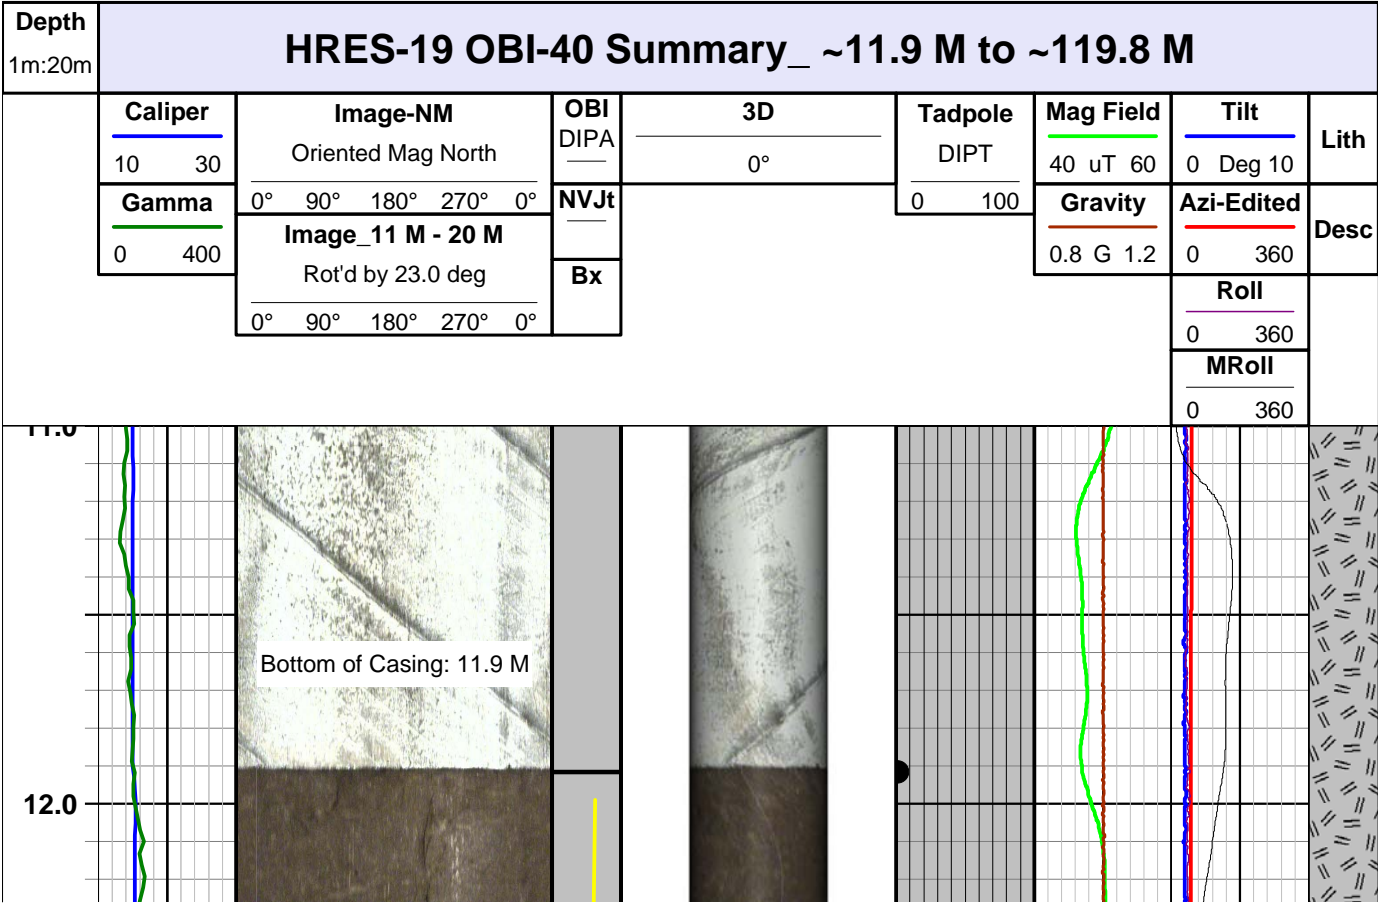 Depth
1m:20m
HRES-19 OBI-40 Summary_ ~11.9 M to ~119.8 M
Caliper
10 30
Gamma
0 400
Image-NM
Oriented Mag North
0° 90° 180° 270° 0°
Image_11 M - 20 M
Rot'd by 23.0 deg
0° 90° 180° 270° 0°
OBI
DIPA
NVJt
Bx
3D
0°
Tadpole
DIPT
0 100
Mag Field
40 uT 60
Gravity
0.8 G 1.2
Tilt
0 Deg 10
Azi-Edited
0 360
Roll
0 360
MRoll
0 360
Lith
Desc
11.0
Bottom of Casing: 11.9 M
12.0